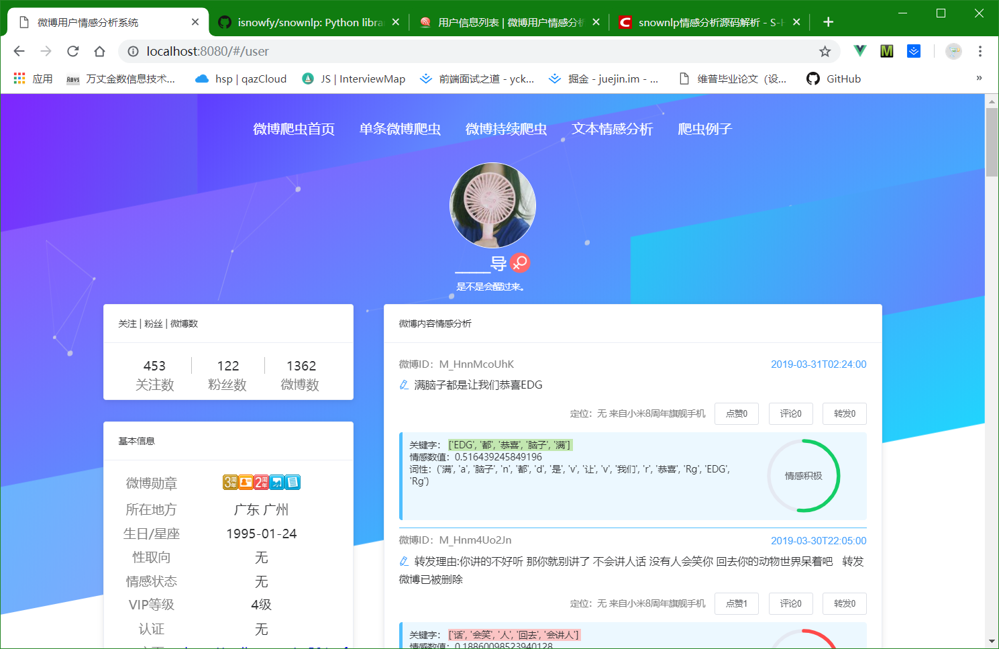 微博用户情感分析系统
isnowfy/snownlp: Python libra
用户信息列表 | 微博用户情感分析
snownlp情感分析源码解析 - S-H
localhost:8080/#/user
应用
万丈金数信息技术...
hsp | qazCloud
JS | InterviewMap
前端面试之道 - yck...
掘金 - juejin.im - ...
维普毕业论文（设...
GitHub
»
微博爬虫首页 单条微博爬虫 微博持续爬虫 文本情感分析 爬虫例子
_____导
是不是会醒过来。
关注 | 粉丝 | 微博数
453 122 1362
关注数 粉丝数 微博数
基本信息
微博勋章
所在地方 广东 广州
生日/星座 1995-01-24
性取向 无
情感状态 无
VIP等级 4级
认证 无
微博内容情感分析
微博ID：M_HnnMcoUhK 2019-03-31T02:24:00
满脑子都是让我们恭喜EDG
定位：无 来自小米8周年旗舰手机 点赞0 评论0 转发0
关键字： ['EDG', '都', '恭喜', '脑子', '满']
情感数值：0.516439245849196
词性：('满', 'a', '脑子', 'n', '都', 'd', '是', 'v', '让', 'v', '我们', 'r', '恭喜', 'Rg', 'EDG',
'Rg')
情感积极
微博ID：M_Hnm4Uo2Jn 2019-03-30T22:05:00
转发理由:你讲的不好听 那你就别讲了 不会讲人话 没有人会笑你 回去你的动物世界呆着吧 转发
微博已被删除
定位：无 来自小米8周年旗舰手机 点赞1 评论0 转发0
关键字： ['话', '会笑', '人', '回去', '会讲人']
情感数值：0.18860098523940128